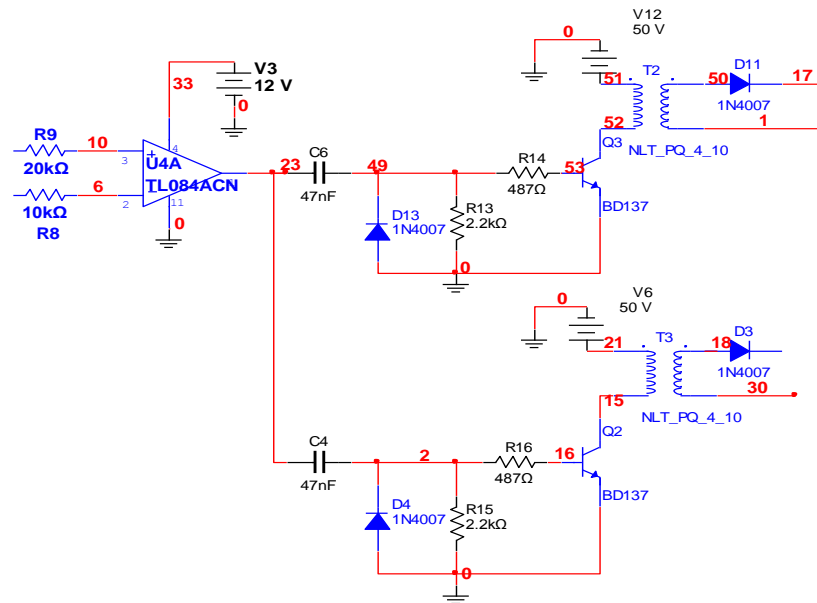 V12
50 V
0
T2
D11
51
50
17
1N4007
V3
12 V
33
0
52
1
NLT_PQ_4_10
Q3
R9
10
4
3
U4A
20kΩ
TL084ACN
6
2
11
10kΩ
R8
0
23
C6
47nF
49
R14
487Ω
53
BD137
D13
1N4007
R13
2.2kΩ
0
V6
50 V
0
T3
D3
21
18
1N4007
15
30
NLT_PQ_4_10
Q2
C4
47nF
2
R16
487Ω
16
BD137
D4
1N4007
R15
2.2kΩ
0